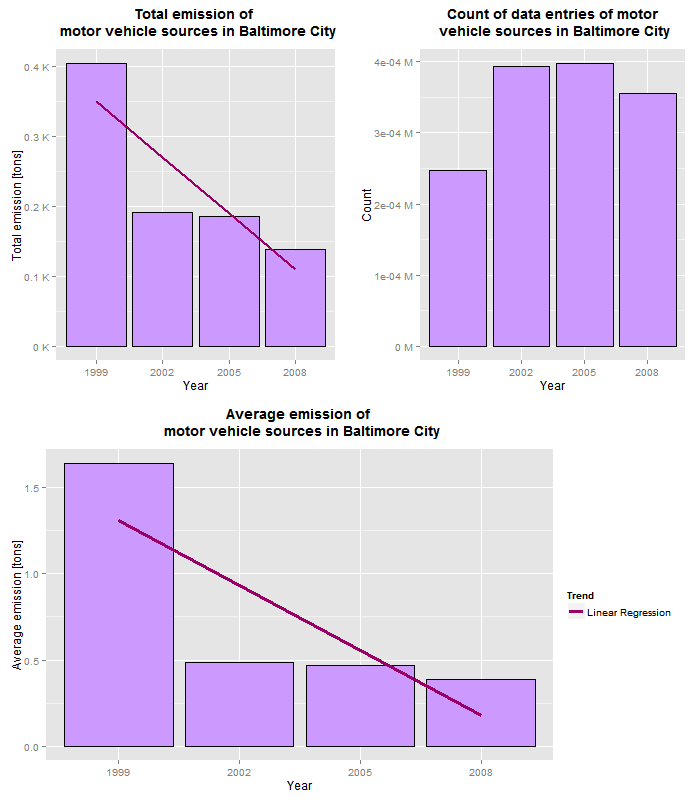 Total emission of
motor vehicle sources in Baltimore City
Total emission [tons]
0.4 K
0.3 K
0.2 K
0.1 K
0 K
1999 2002 2005 2008
Year
Count of data entries of motor
vehicle sources in Baltimore City
Count
4e-04 M
3e-04 M
2e-04 M
1e-04 M
0 M
1999 2002 2005 2008
Year
Average emission of
motor vehicle sources in Baltimore City
Average emission [tons]
1.5
1.0
0.5
0.0
1999 2002 2005 2008
Year
Trend
Linear Regression